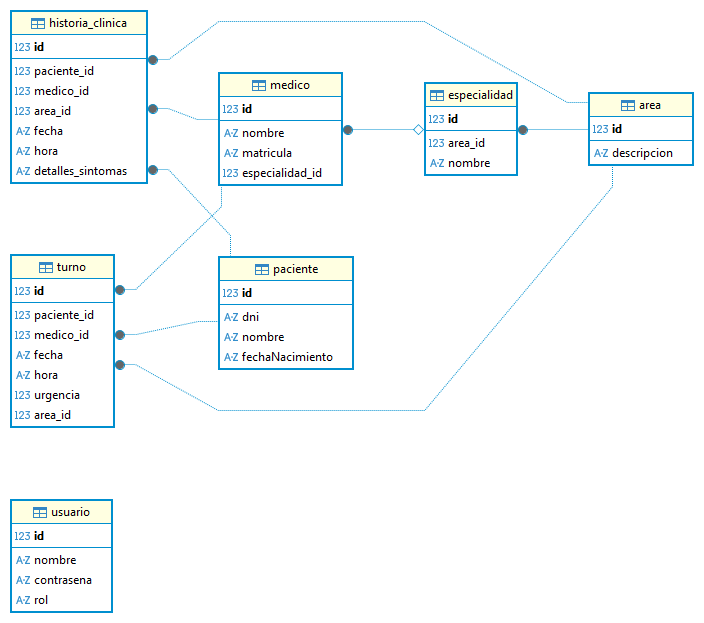 historia_clinica
123 id
123 paciente_id
123 medico_id
123 area_id
A-Z fecha
A-Z hora
A-Z detalles_sintomas
medico
123 id
A-Z nombre
A-Z matricula
123 especialidad_id
especialidad
123 id
123 area_id
A-Z nombre
area
123 id
A-Z descripcion
turno
123 id
123 paciente_id
123 medico_id
A-Z fecha
A-Z hora
123 urgencia
123 area_id
paciente
123 id
A-Z dni
A-Z nombre
A-Z fechaNacimiento
usuario
123 id
A-Z nombre
A-Z contrasena
A-Z rol